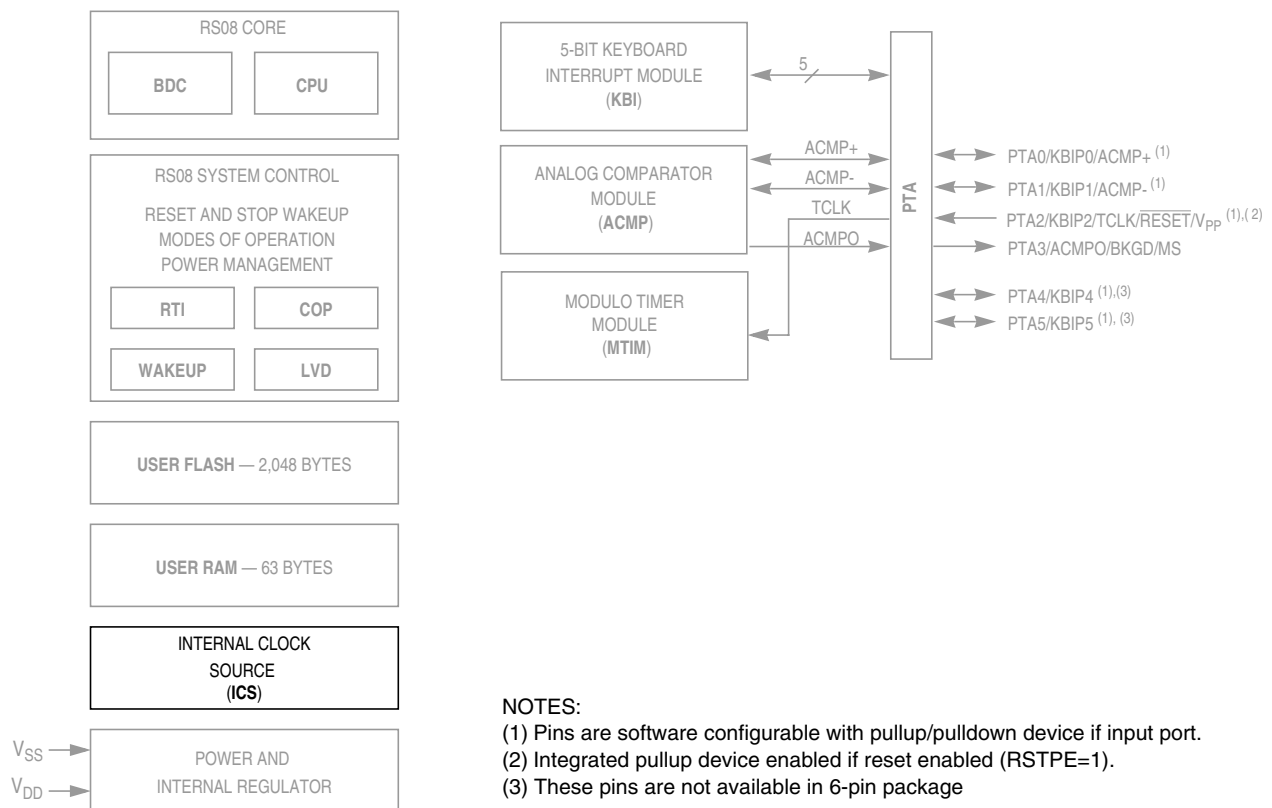 RS08 CORE
BDC
CPU
RS08 SYSTEM CONTROL
RESET AND STOP WAKEUP
MODES OF OPERATION
POWER MANAGEMENT
RTI
COP
WAKEUP
LVD
USER FLASH — 2,048 BYTES
USER RAM — 63 BYTES
INTERNAL CLOCK
SOURCE
(ICS)
VSS
VDD
POWER AND
INTERNAL REGULATOR
5-BIT KEYBOARD
INTERRUPT MODULE
(KBI)
5
ANALOG COMPARATOR
MODULE
(ACMP)
ACMP+
ACMP-
TCLK
ACMPO
MODULO TIMER
MODULE
(MTIM)
PTA
PTA0/KBIP0/ACMP+ (1)
PTA1/KBIP1/ACMP- (1)
PTA2/KBIP2/TCLK/RESET/VPP (1),( 2)
PTA3/ACMPO/BKGD/MS
PTA4/KBIP4 (1),(3)
PTA5/KBIP5 (1), (3)
NOTES:
(1) Pins are software configurable with pullup/pulldown device if input port.
(2) Integrated pullup device enabled if reset enabled (RSTPE=1).
(3) These pins are not available in 6-pin package